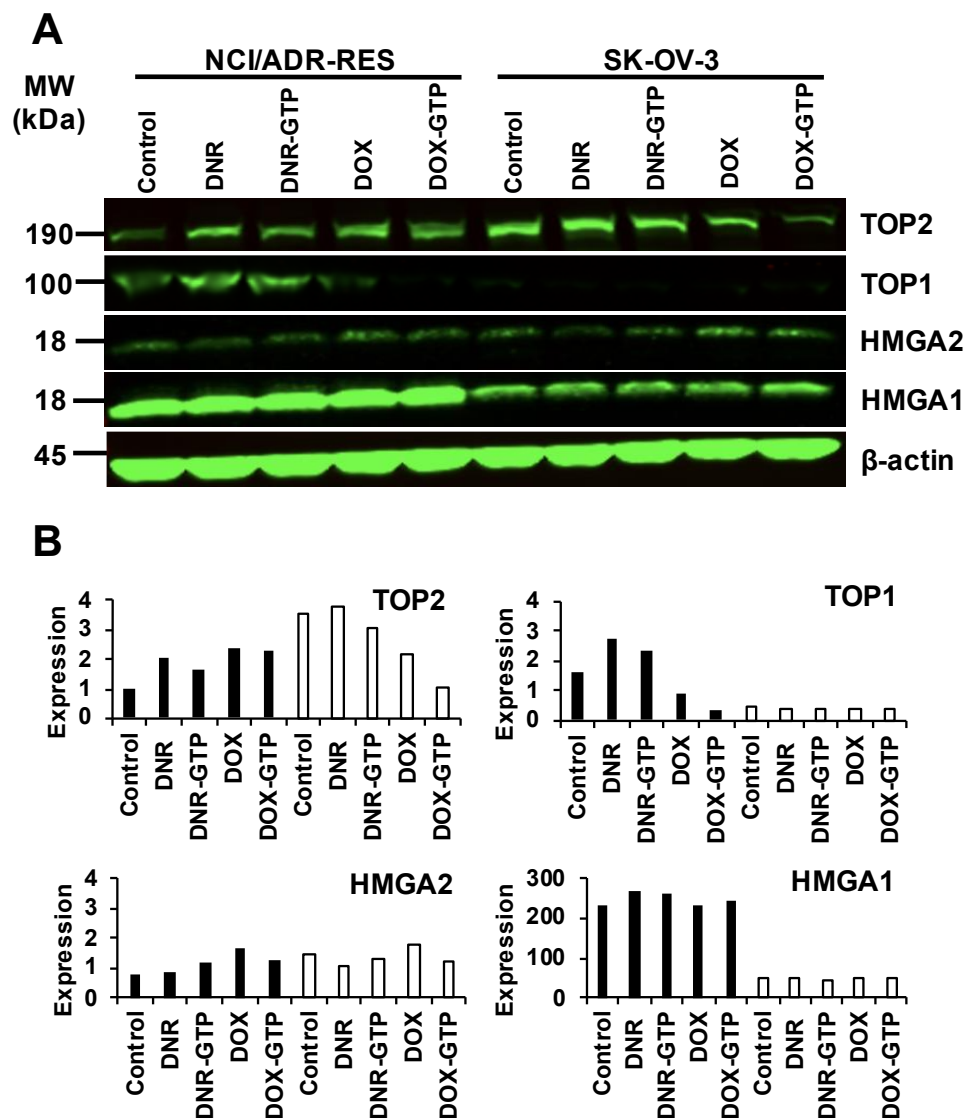 A
NCI/ADR-RES SK-OV-3
MW
(kDa)
Control DNR DNR-GTP DOX DOX-GTP Control DNR DNR-GTP DOX DOX-GTP
190 TOP2
100 TOP1
18 HMGA2
18 HMGA1
45 β-actin
B
TOP2
Expression
4
3
2
1
0
Control DNR DNR-GTP DOX DOX-GTP Control DNR DNR-GTP DOX DOX-GTP
TOP1
Expression
4
3
2
1
0
Control DNR DNR-GTP DOX DOX-GTP Control DNR DNR-GTP DOX DOX-GTP
HMGA2
Expression
4
3
2
1
0
Control DNR DNR-GTP DOX DOX-GTP Control DNR DNR-GTP DOX DOX-GTP
HMGA1
Expression
300
200
100
0
Control DNR DNR-GTP DOX DOX-GTP Control DNR DNR-GTP DOX DOX-GTP